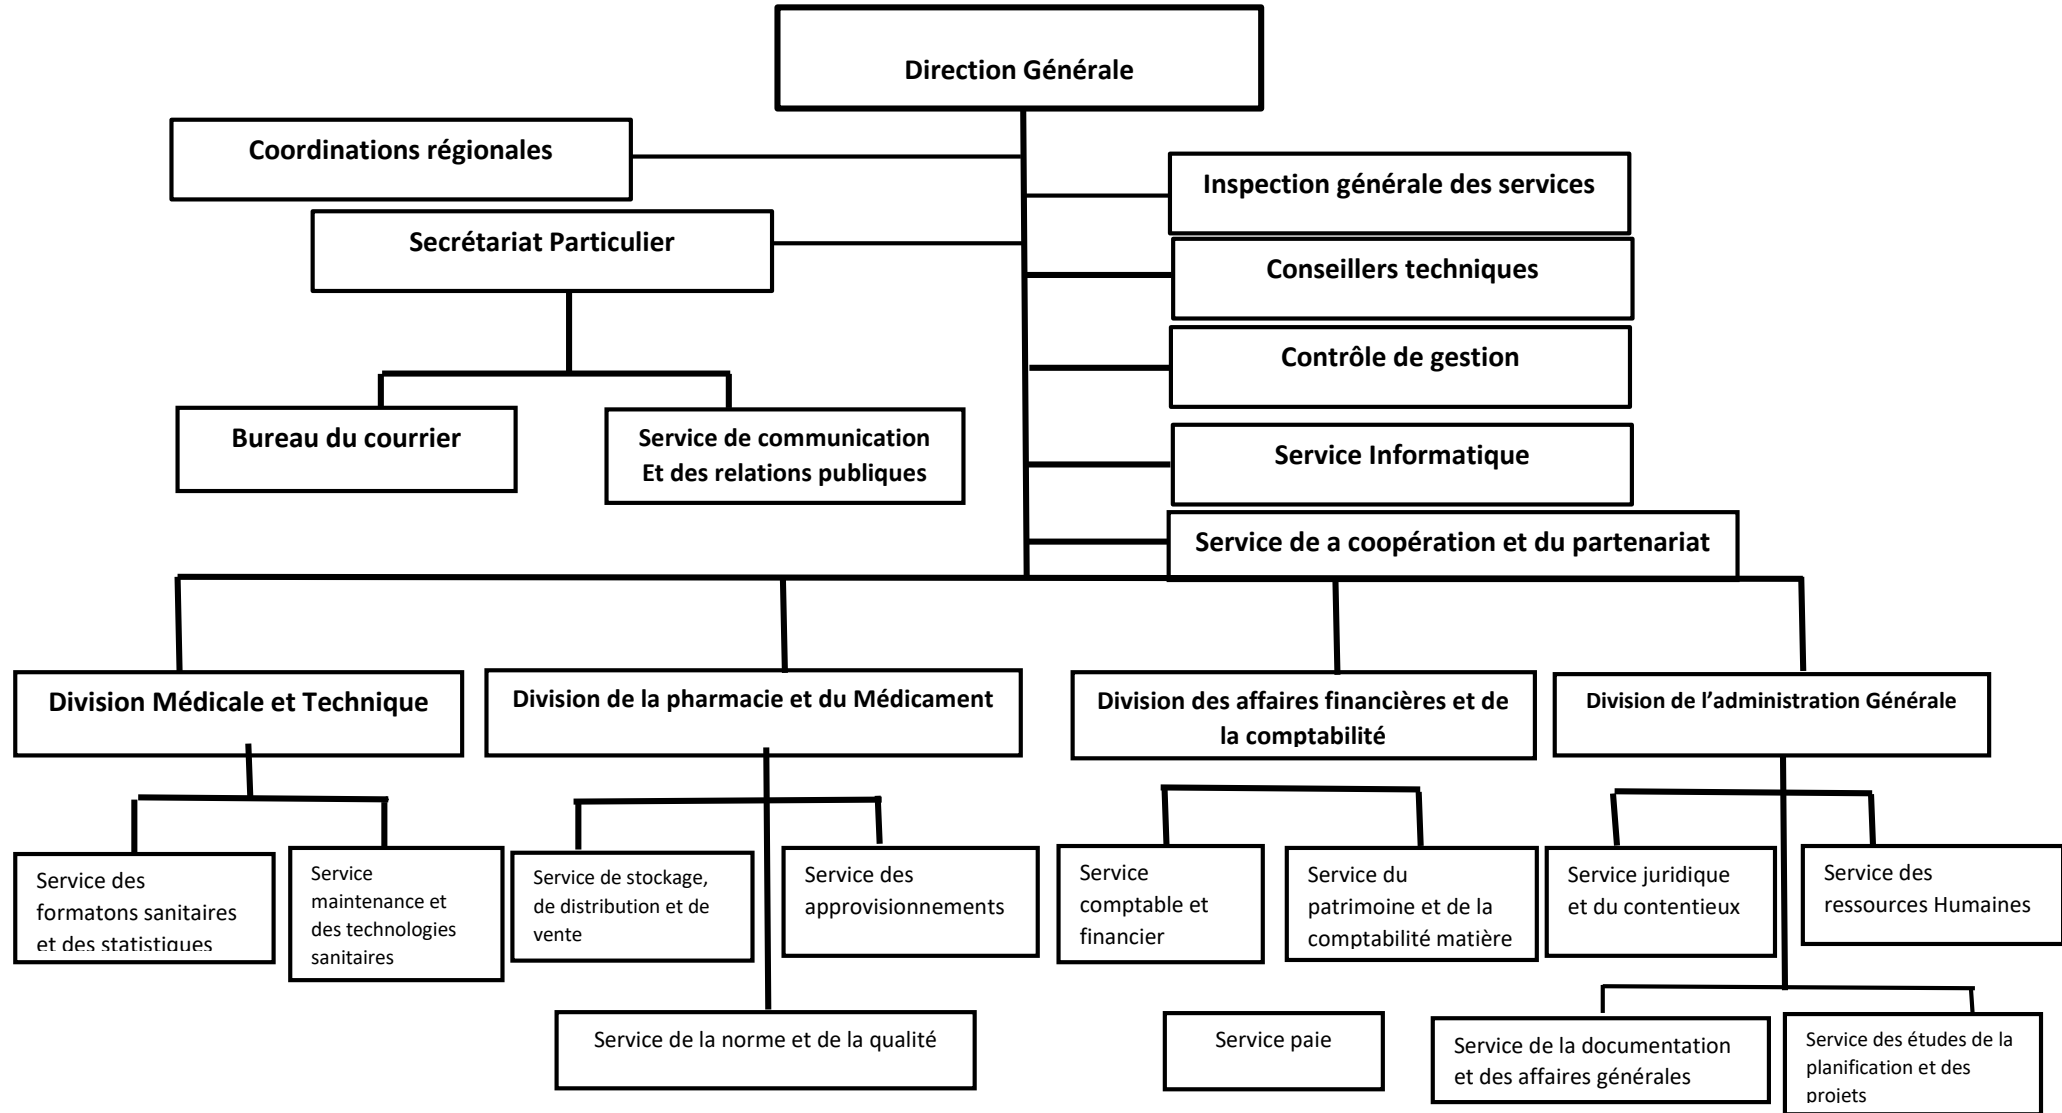 Direction Générale
Coordinations régionales
Inspection générale des services
Secrétariat Particulier
Conseillers techniques
Contrôle de gestion
Bureau du courrier
Service de communication
Et des relations publiques
Service Informatique
Service de a coopération et du partenariat
Division Médicale et Technique
Division de la pharmacie et du Médicament
Division des affaires financières et de
la comptabilité
Division de l’administration Générale
Service des
formatons sanitaires
et des statistiques
Service
maintenance et
des technologies
sanitaires
Service de stockage,
de distribution et de
vente
Service des
approvisionnements
Service
comptable et
financier
Service du
patrimoine et de la
comptabilité matière
Service juridique
et du contentieux
Service des
ressources Humaines
Service de la norme et de la qualité
Service paie
Service de la documentation
et des affaires générales
Service des études de la
planification et des
projets